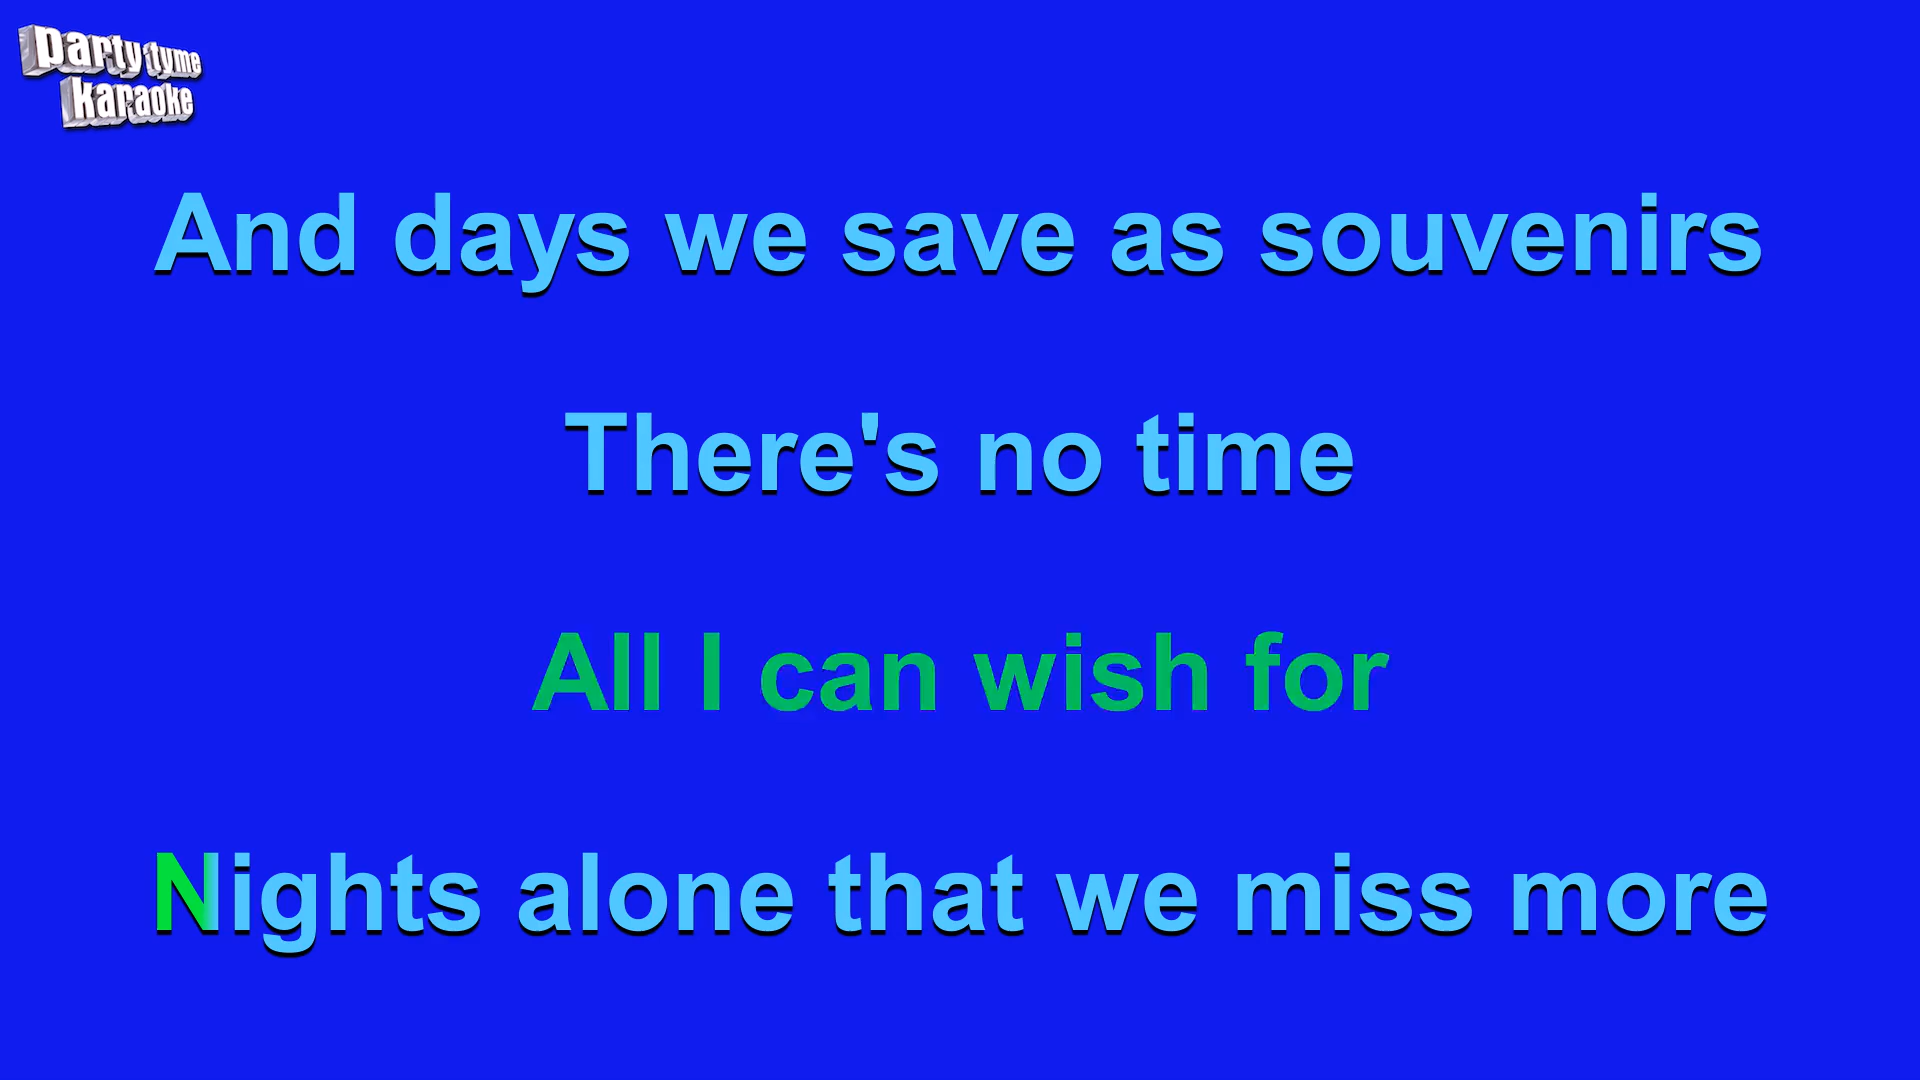 party tyme
karaoke
And days we save as souvenirs
There's no time
All I can wish for
Nights alone that we miss more